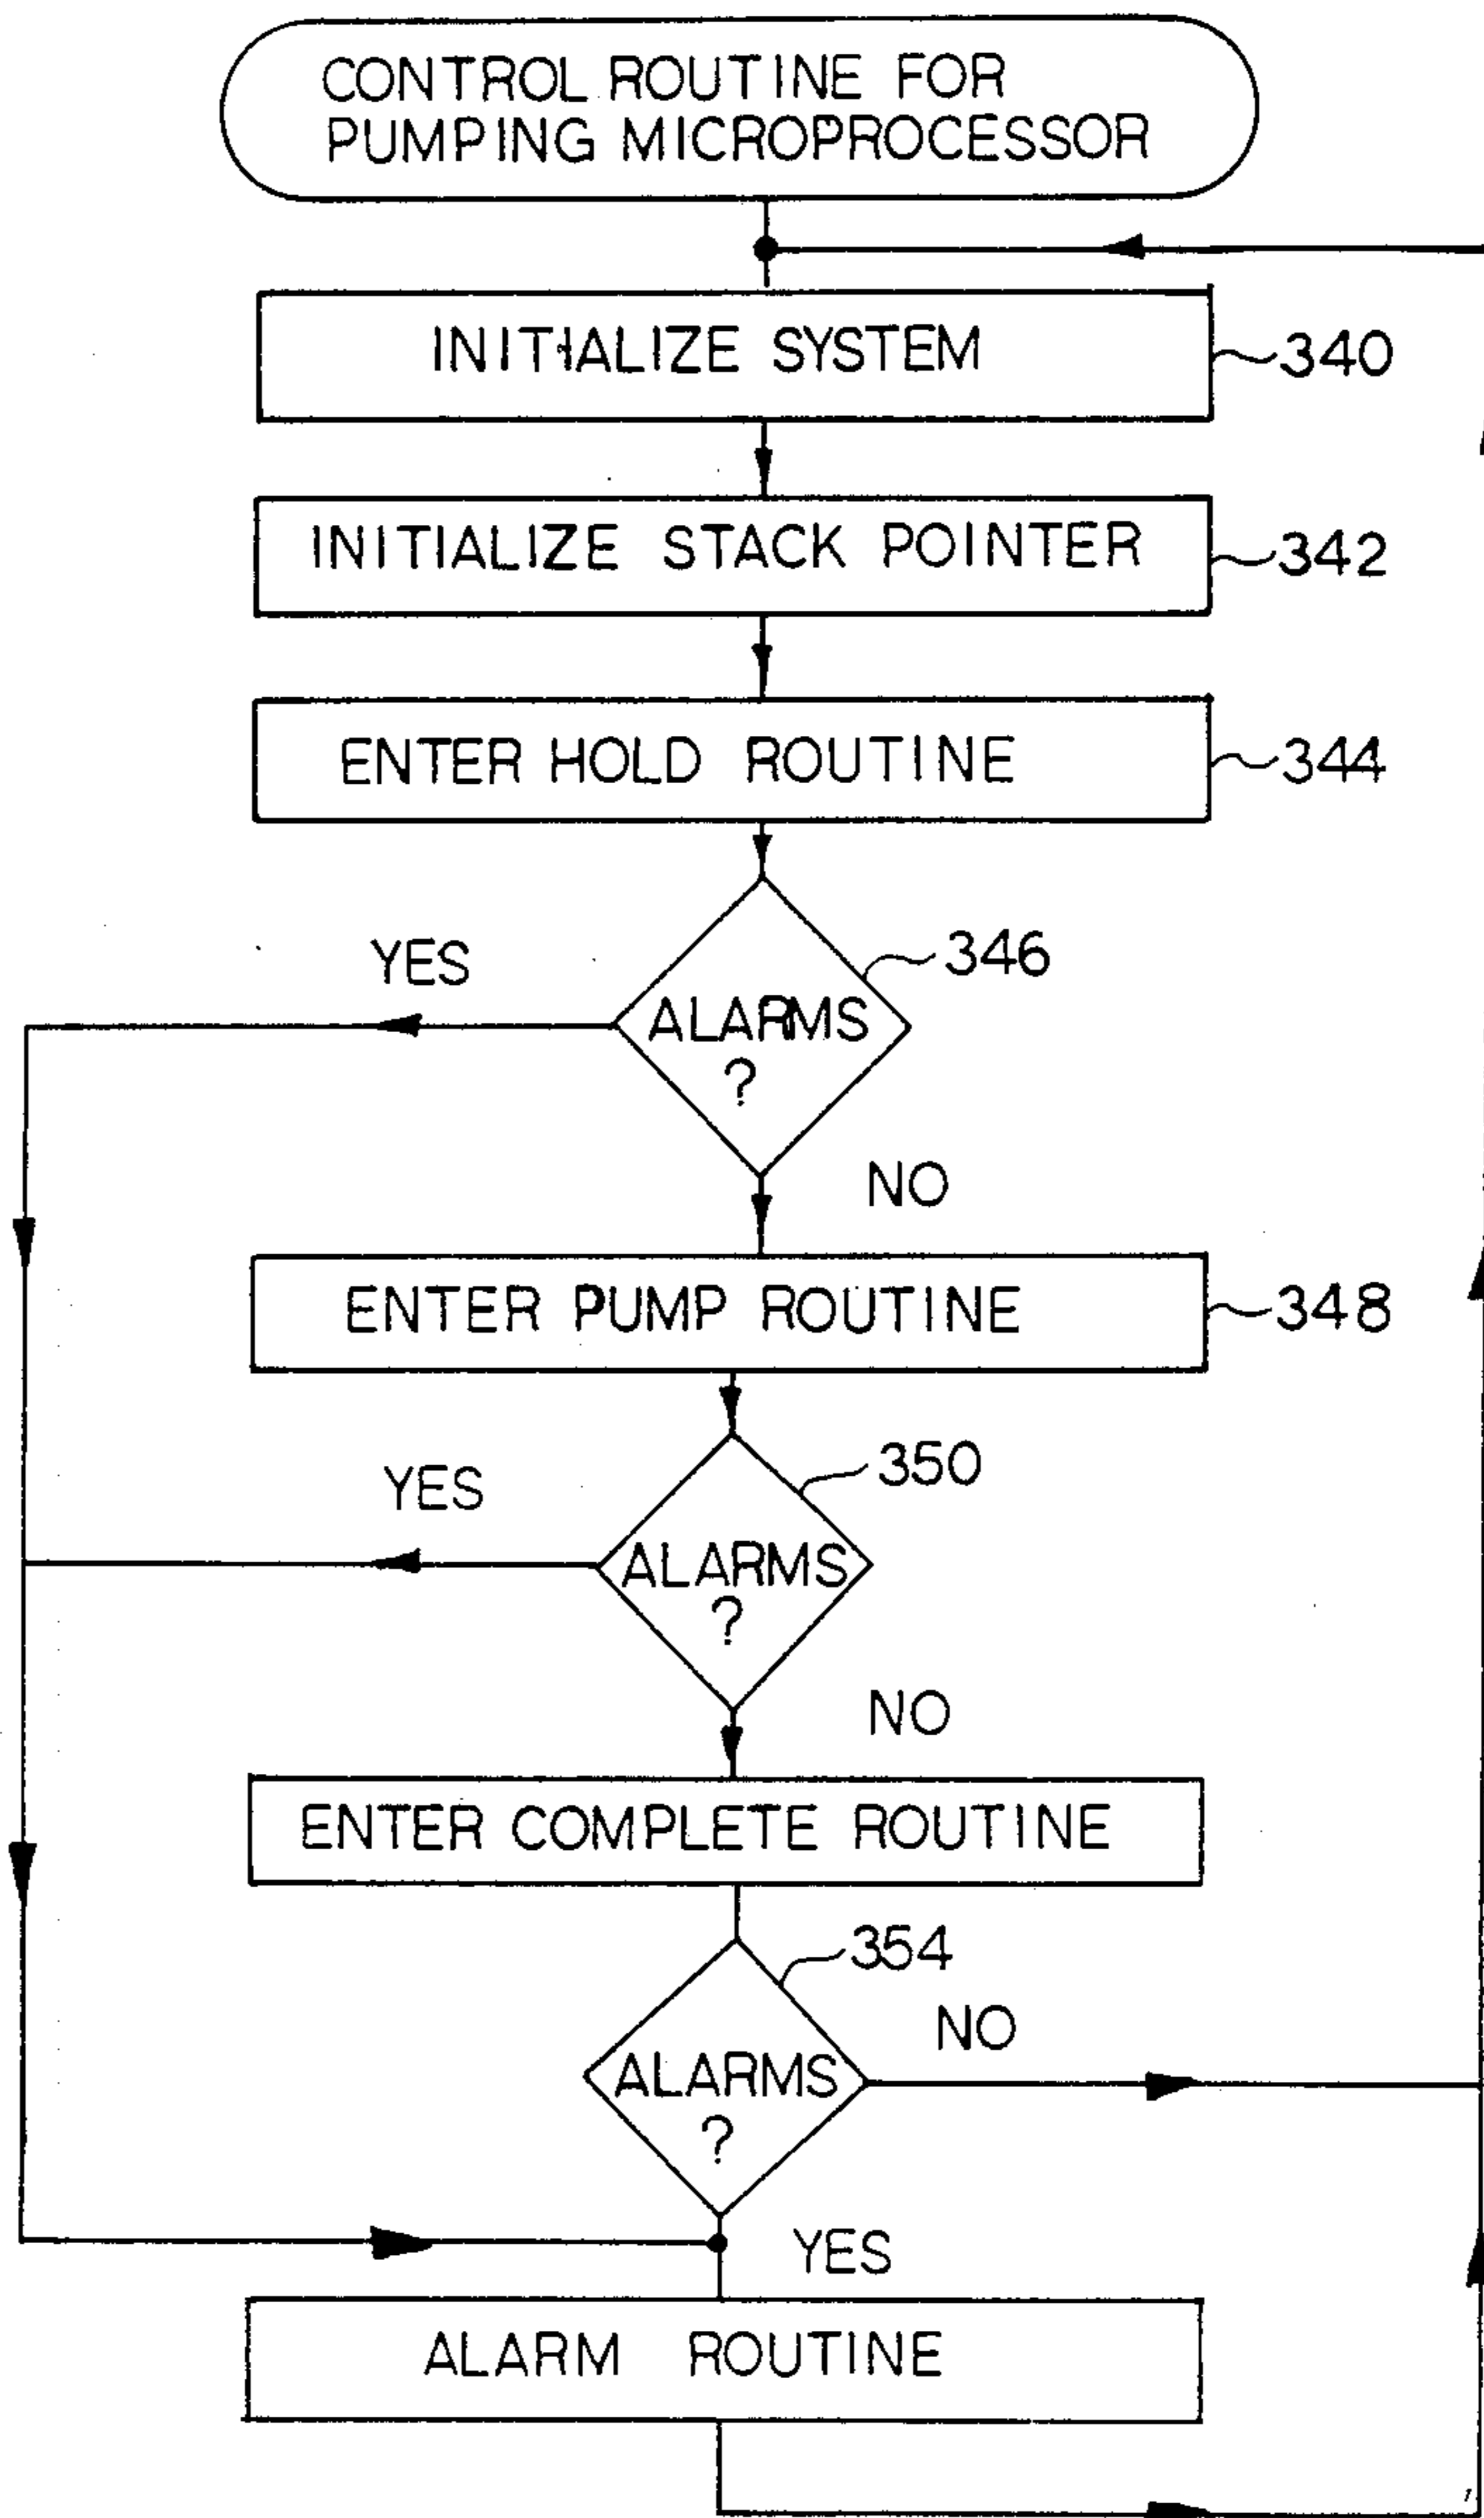 CONTROL ROUTINE FOR
PUMPING MICROPROCESSOR
INITIALIZE SYSTEM
340
INITIALIZE STACK POINTER
342
ENTER HOLD ROUTINE
344
346
YES
ALARMS
?
NO
ENTER PUMP ROUTINE
348
350
YES
ALARMS
?
NO
ENTER COMPLETE ROUTINE
354
NO
ALARMS
?
YES
ALARM ROUTINE